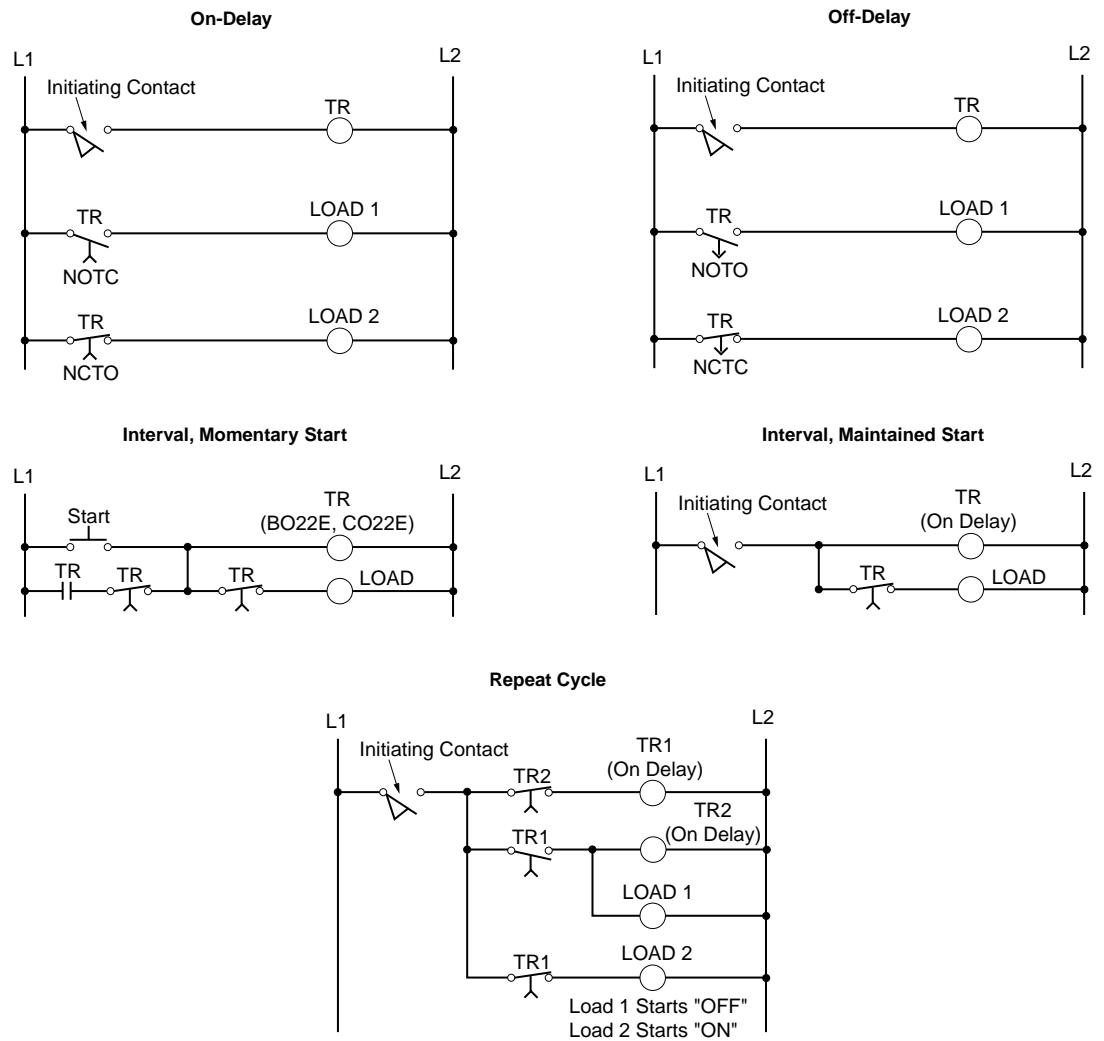 On-Delay
L1
L2
Initiating Contact
TR
TR
LOAD 1
NOTC
TR
LOAD 2
NCTO
Off-Delay
L1
L2
Initiating Contact
TR
TR
LOAD 1
NOTO
TR
LOAD 2
NCTC
Interval, Momentary Start
L1
L2
Start
TR
(BO22E, CO22E)
TR
TR
TR
LOAD
Interval, Maintained Start
L1
L2
Initiating Contact
TR
(On Delay)
TR
LOAD
Repeat Cycle
L1
L2
Initiating Contact
TR2
TR1
(On Delay)
TR1
TR2
(On Delay)
LOAD 1
TR1
LOAD 2
Load 1 Starts "OFF"
Load 2 Starts "ON"